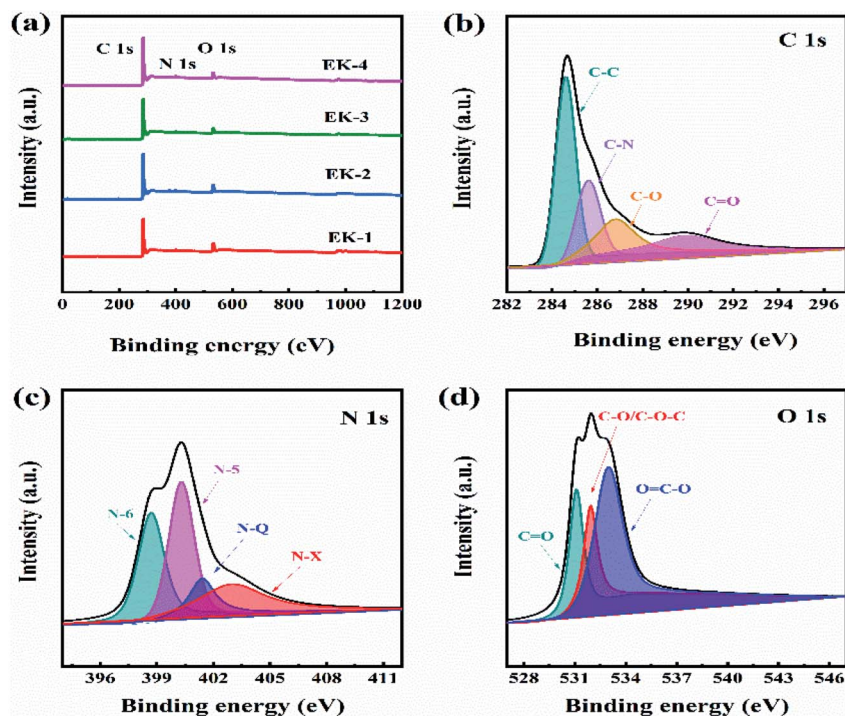 (a)
C 1s
N 1s
O 1s
EK-4
EK-3
EK-2
EK-1
Intensity (a.u.)
0 200 400 600 800 1000 1200
Binding energy (eV)
(b)
C 1s
C-C
C-N
C-O
C=O
Intensity (a.u.)
282 284 286 288 290 292 294 296
Binding energy (eV)
(c)
N 1s
N-5
N-6
N-Q
N-X
Intensity (a.u.)
396 399 402 405 408 411
Binding energy (eV)
(d)
O 1s
C-O/C-O-C
O=C-O
C=O
Intensity (a.u.)
528 531 534 537 540 543 546
Binding energy (eV)